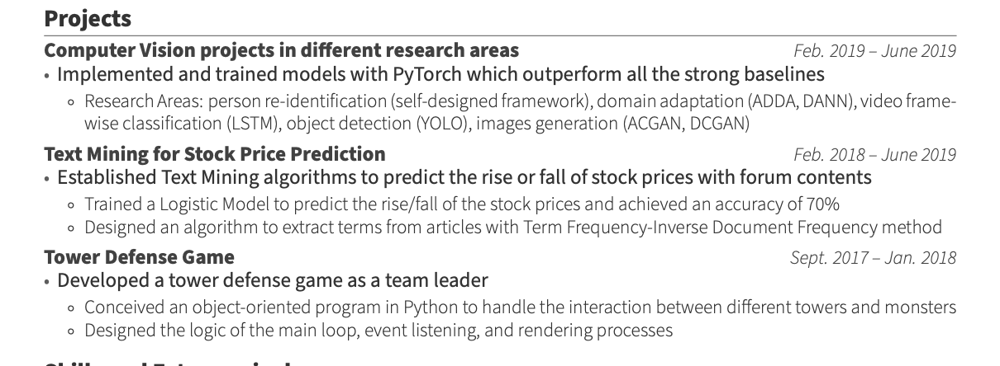 Projects
Computer Vision projects in different research areas Feb. 2019 – June 2019
• Implemented and trained models with PyTorch which outperform all the strong baselines
◦ Research Areas: person re-identification (self-designed framework), domain adaptation (ADDA, DANN), video frame-
wise classification (LSTM), object detection (YOLO), images generation (ACGAN, DCGAN)
Text Mining for Stock Price Prediction Feb. 2018 – June 2019
• Established Text Mining algorithms to predict the rise or fall of stock prices with forum contents
◦ Trained a Logistic Model to predict the rise/fall of the stock prices and achieved an accuracy of 70%
◦ Designed an algorithm to extract terms from articles with Term Frequency-Inverse Document Frequency method
Tower Defense Game Sept. 2017 – Jan. 2018
• Developed a tower defense game as a team leader
◦ Conceived an object-oriented program in Python to handle the interaction between different towers and monsters
◦ Designed the logic of the main loop, event listening, and rendering processes